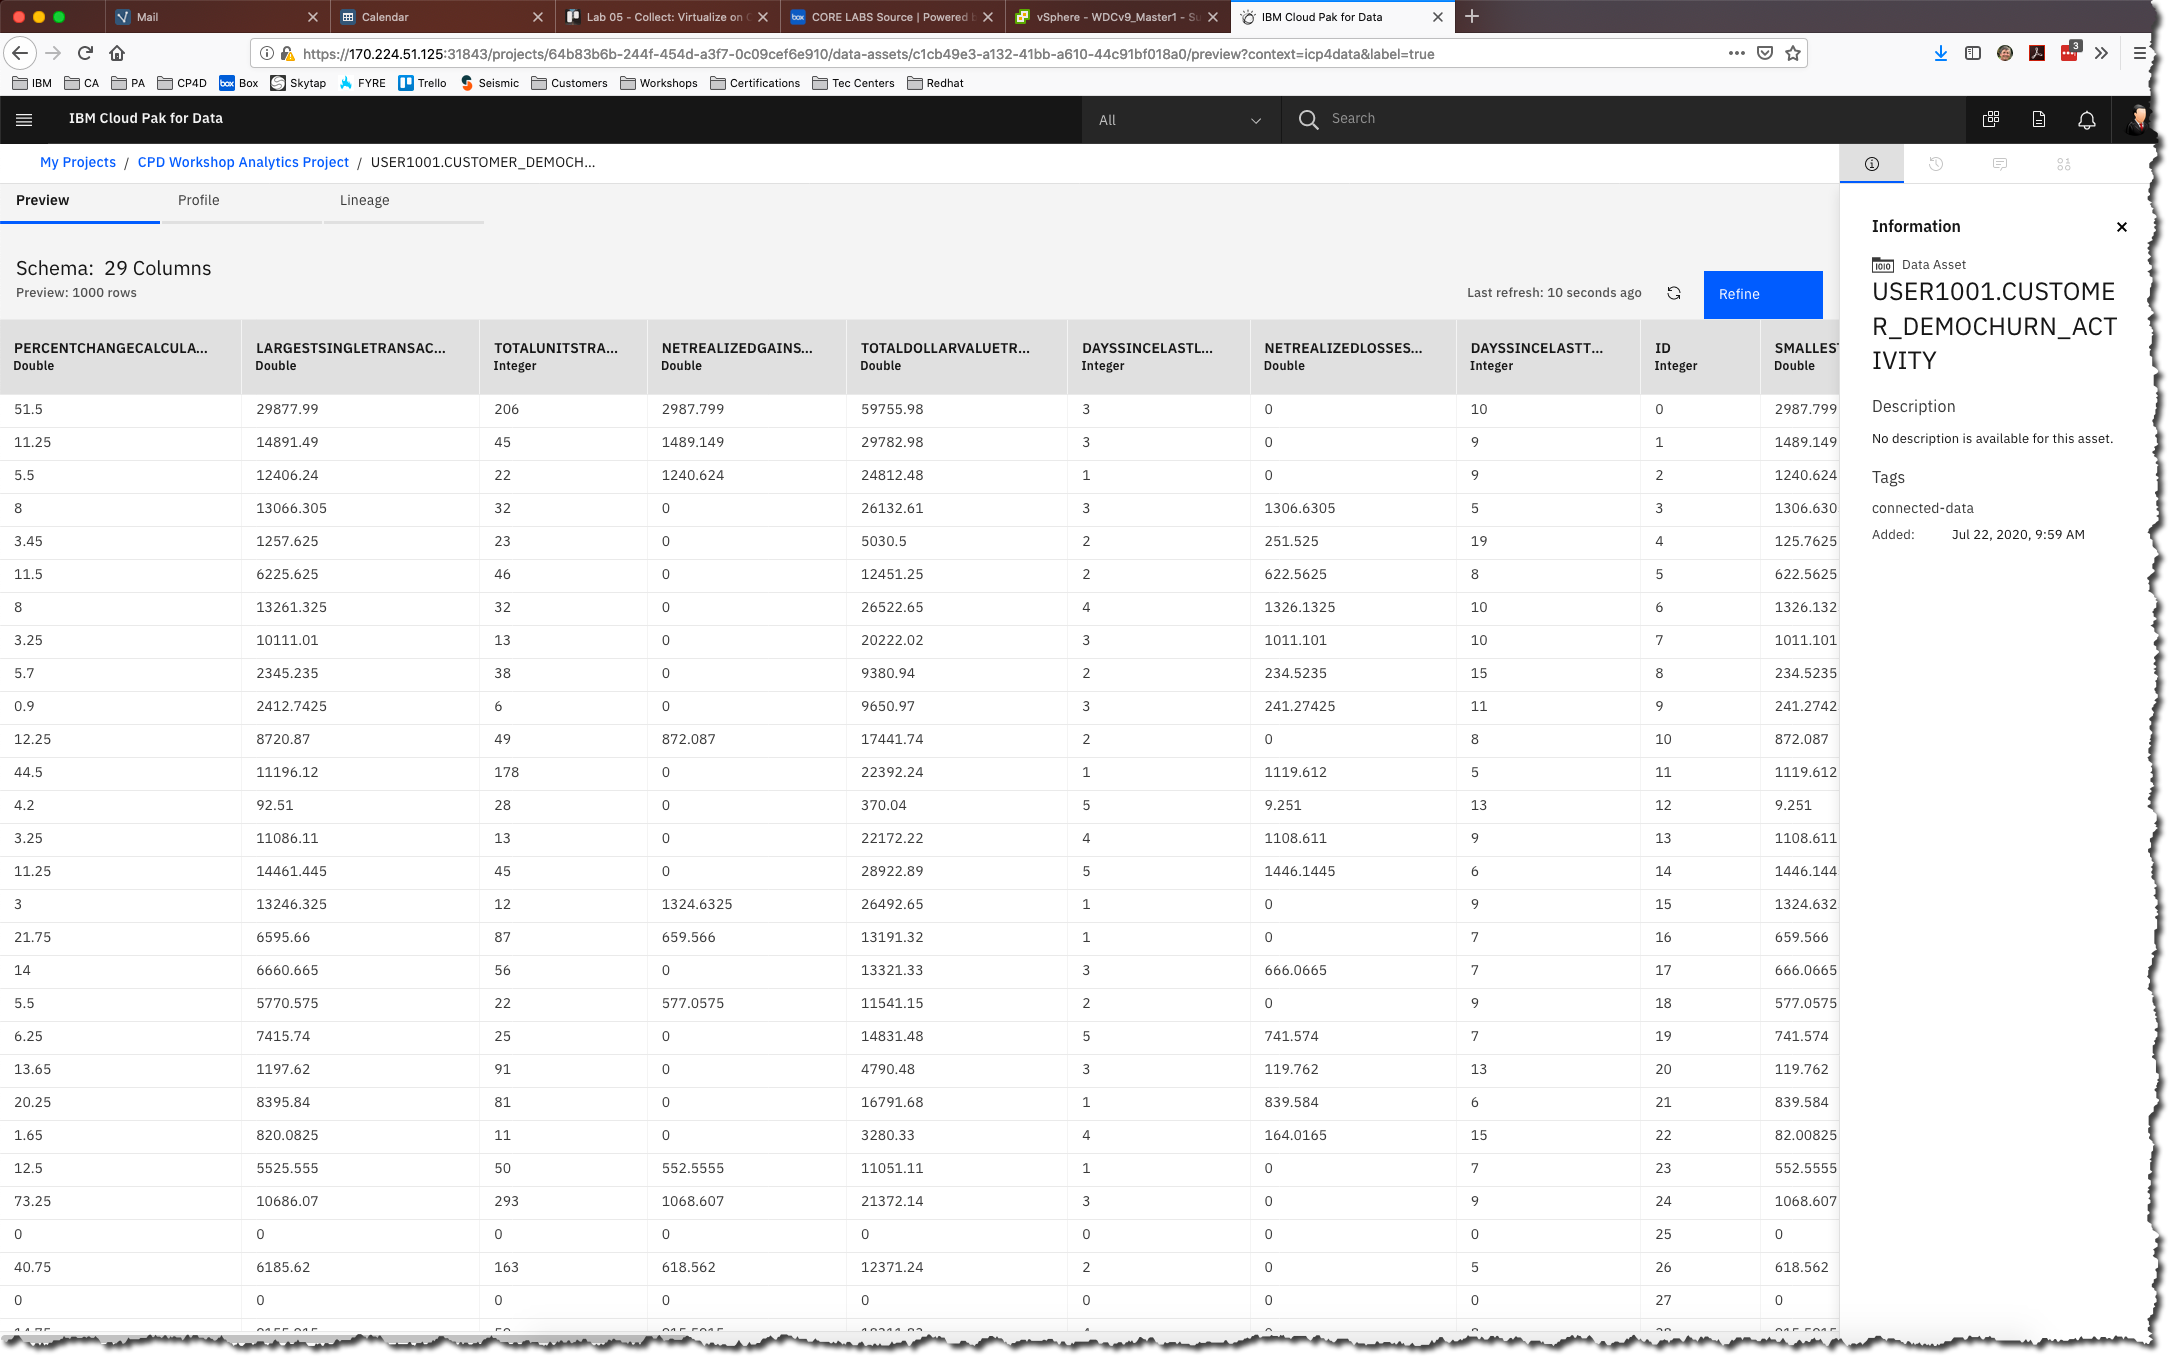 Mail
Calendar
Lab 05 - Collect: Virtualize on C
CORE LABS Source | Powered b
vSphere - WDCv9_Master1 - Su
IBM Cloud Pak for Data
https://170.224.51.125:31843/projects/64b83b6b-244f-454d-a3f7-0c09cef6e910/data-assets/c1cb49e3-a132-41bb-a610-44c91bf018a0/preview?context=icp4data&label=true
3
IBM CA PA CP4D box Box Skytap FYRE Trello Seismic Customers Workshops Certifications Tec Centers Redhat
IBM Cloud Pak for Data
All
Search
My Projects / CPD Workshop Analytics Project / USER1001.CUSTOMER_DEMOCH...
Preview Profile Lineage
Schema: 29 Columns
Preview: 1000 rows
Last refresh: 10 seconds ago
Refine
PERCENTCHANGECALCULA... LARGESTSINGLETRANSAC... TOTALUNITSTRA... NETREALIZEDGAINS... TOTALDOLLARVALUETR... DAYSSINCELASTL... NETREALIZEDLOSSES... DAYSSINCELASTT... ID SMALLEST
Double Double Integer Double Double Integer Double Integer Integer Double
51.5 29877.99 206 2987.799 59755.98 3 0 10 0 2987.799
11.25 14891.49 45 1489.149 29782.98 3 0 9 1 1489.149
5.5 12406.24 22 1240.624 24812.48 1 0 9 2 1240.624
8 13066.305 32 0 26132.61 3 1306.6305 5 3 1306.630
3.45 1257.625 23 0 5030.5 2 251.525 19 4 125.7625
11.5 6225.625 46 0 12451.25 2 622.5625 8 5 622.5625
8 13261.325 32 0 26522.65 4 1326.1325 10 6 1326.132
3.25 10111.01 13 0 20222.02 3 1011.101 10 7 1011.101
5.7 2345.235 38 0 9380.94 2 234.5235 15 8 234.5235
0.9 2412.7425 6 0 9650.97 3 241.27425 11 9 241.2742
12.25 8720.87 49 872.087 17441.74 2 0 8 10 872.087
44.5 11196.12 178 0 22392.24 1 1119.612 5 11 1119.612
4.2 92.51 28 0 370.04 5 9.251 13 12 9.251
3.25 11086.11 13 0 22172.22 4 1108.611 9 13 1108.611
11.25 14461.445 45 0 28922.89 5 1446.1445 6 14 1446.144
3 13246.325 12 1324.6325 26492.65 1 0 9 15 1324.632
21.75 6595.66 87 659.566 13191.32 1 0 7 16 659.566
14 6660.665 56 0 13321.33 3 666.0665 7 17 666.0665
5.5 5770.575 22 577.0575 11541.15 2 0 9 18 577.0575
6.25 7415.74 25 0 14831.48 5 741.574 7 19 741.574
13.65 1197.62 91 0 4790.48 3 119.762 13 20 119.762
20.25 8395.84 81 0 16791.68 1 839.584 6 21 839.584
1.65 820.0825 11 0 3280.33 4 164.0165 15 22 82.00825
12.5 5525.555 50 552.5555 11051.11 1 0 7 23 552.5555
73.25 10686.07 293 1068.607 21372.14 3 0 9 24 1068.607
0 0 0 0 0 0 0 0 25 0
40.75 6185.62 163 618.562 12371.24 2 0 5 26 618.562
0 0 0 0 0 0 0 0 27 0
Information
Data Asset
USER1001.CUSTOME
R_DEMOCHURN_ACT
IVITY
Description
No description is available for this asset.
Tags
connected-data
Added: Jul 22, 2020, 9:59 AM